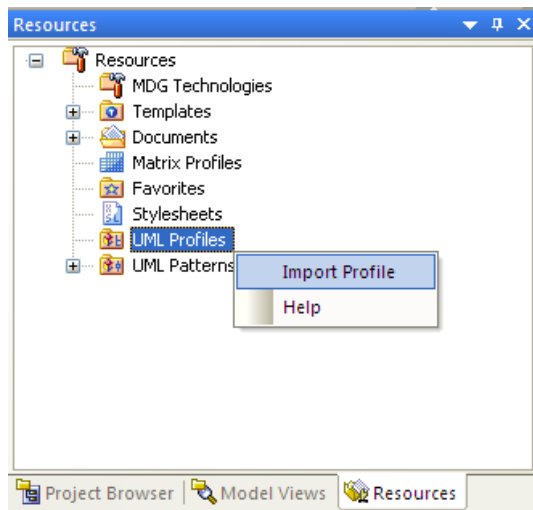 Resources
Resources
MDG Technologies
Templates
Documents
Matrix Profiles
Favorites
Stylesheets
UML Profiles
UML Patterns
Import Profile
Help
Project Browser Model Views Resources